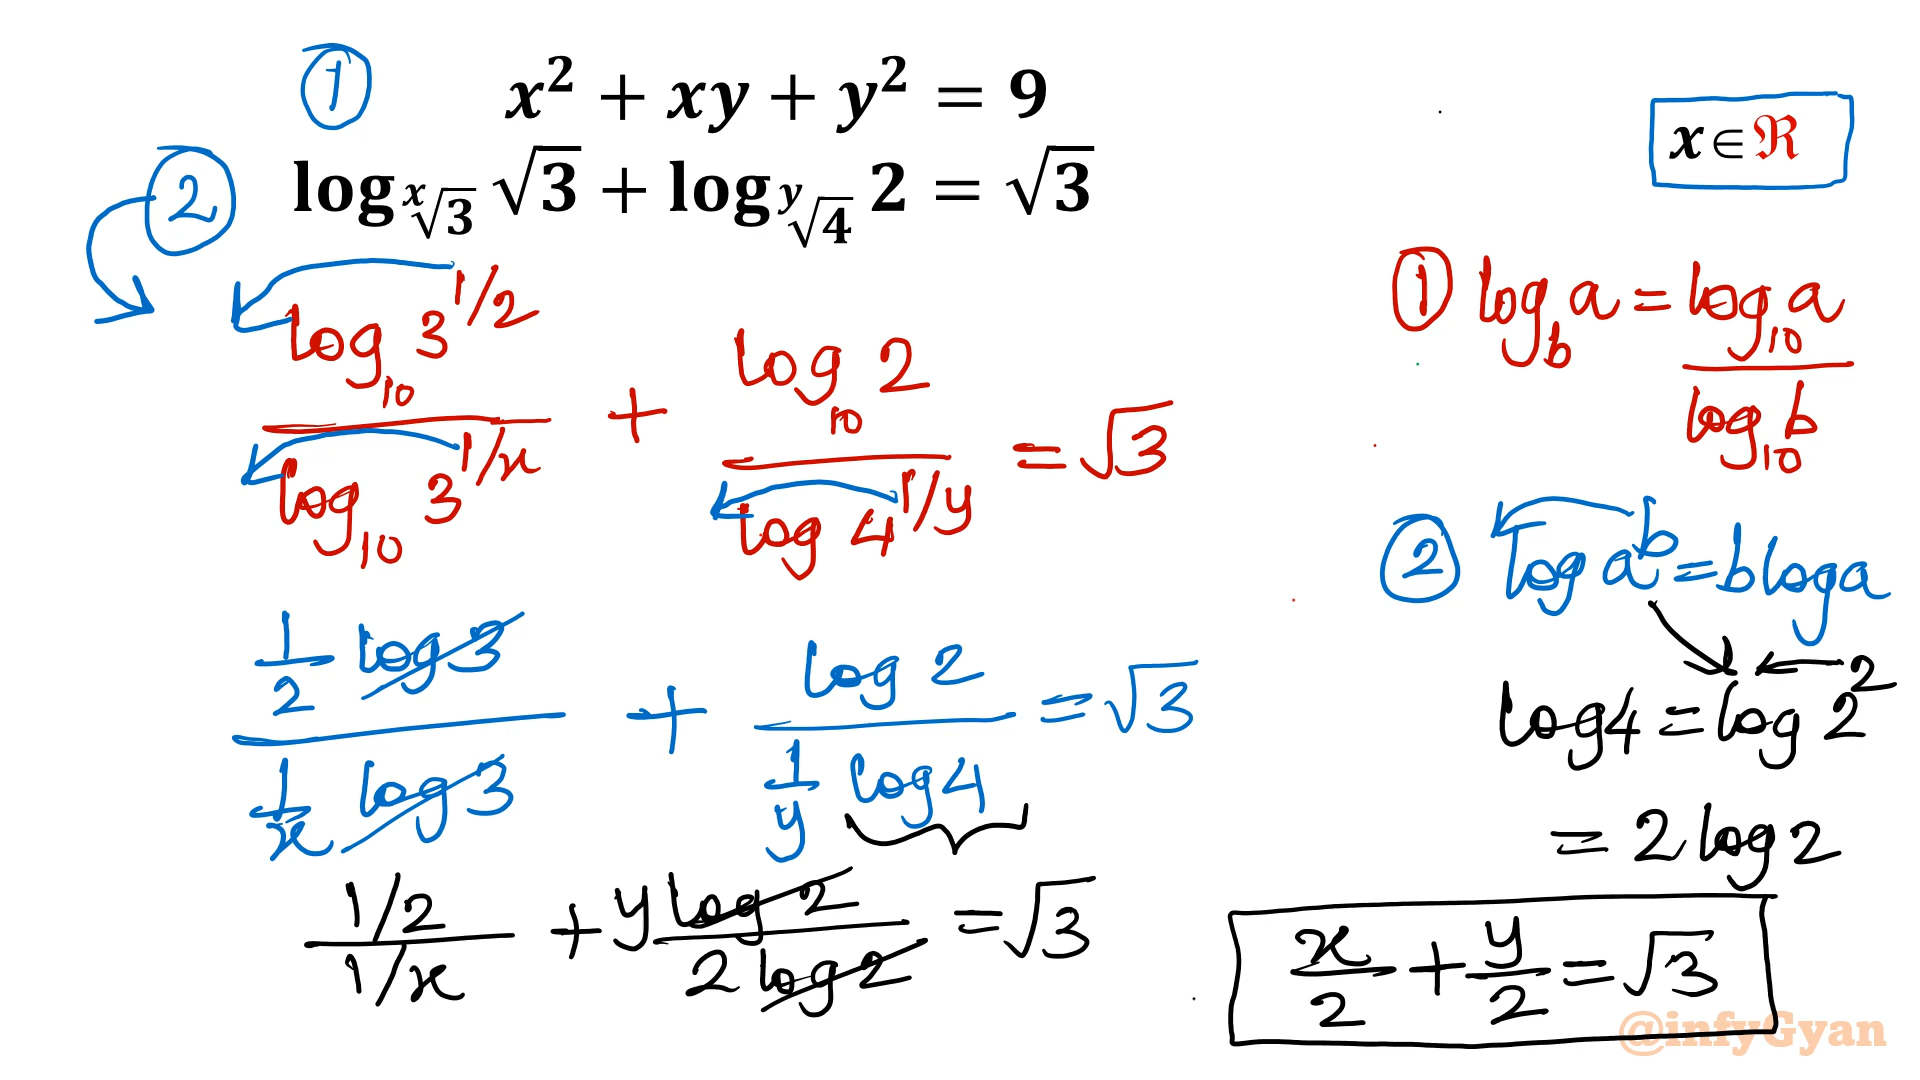 ① x² + xy + y² = 9
② log_{ˣ√3} √3 + log_{ʸ√4} 2 = √3
x ∈ ℜ
log₁₀ 3^{1/2} / log₁₀ 3^{1/x} + log₁₀ 2 / log 4^{1/y} = √3
1/2 log 3 / 1/x log 3 + log 2 / 1/y log 4 = √3
1/2 / 1/x + y log 2 / 2 log 2 = √3
① log_b a = log₁₀ a / log₁₀ b
② log a^b = b log a
log 4 = log 2²
= 2 log 2
x/2 + y/2 = √3
@infyGyan